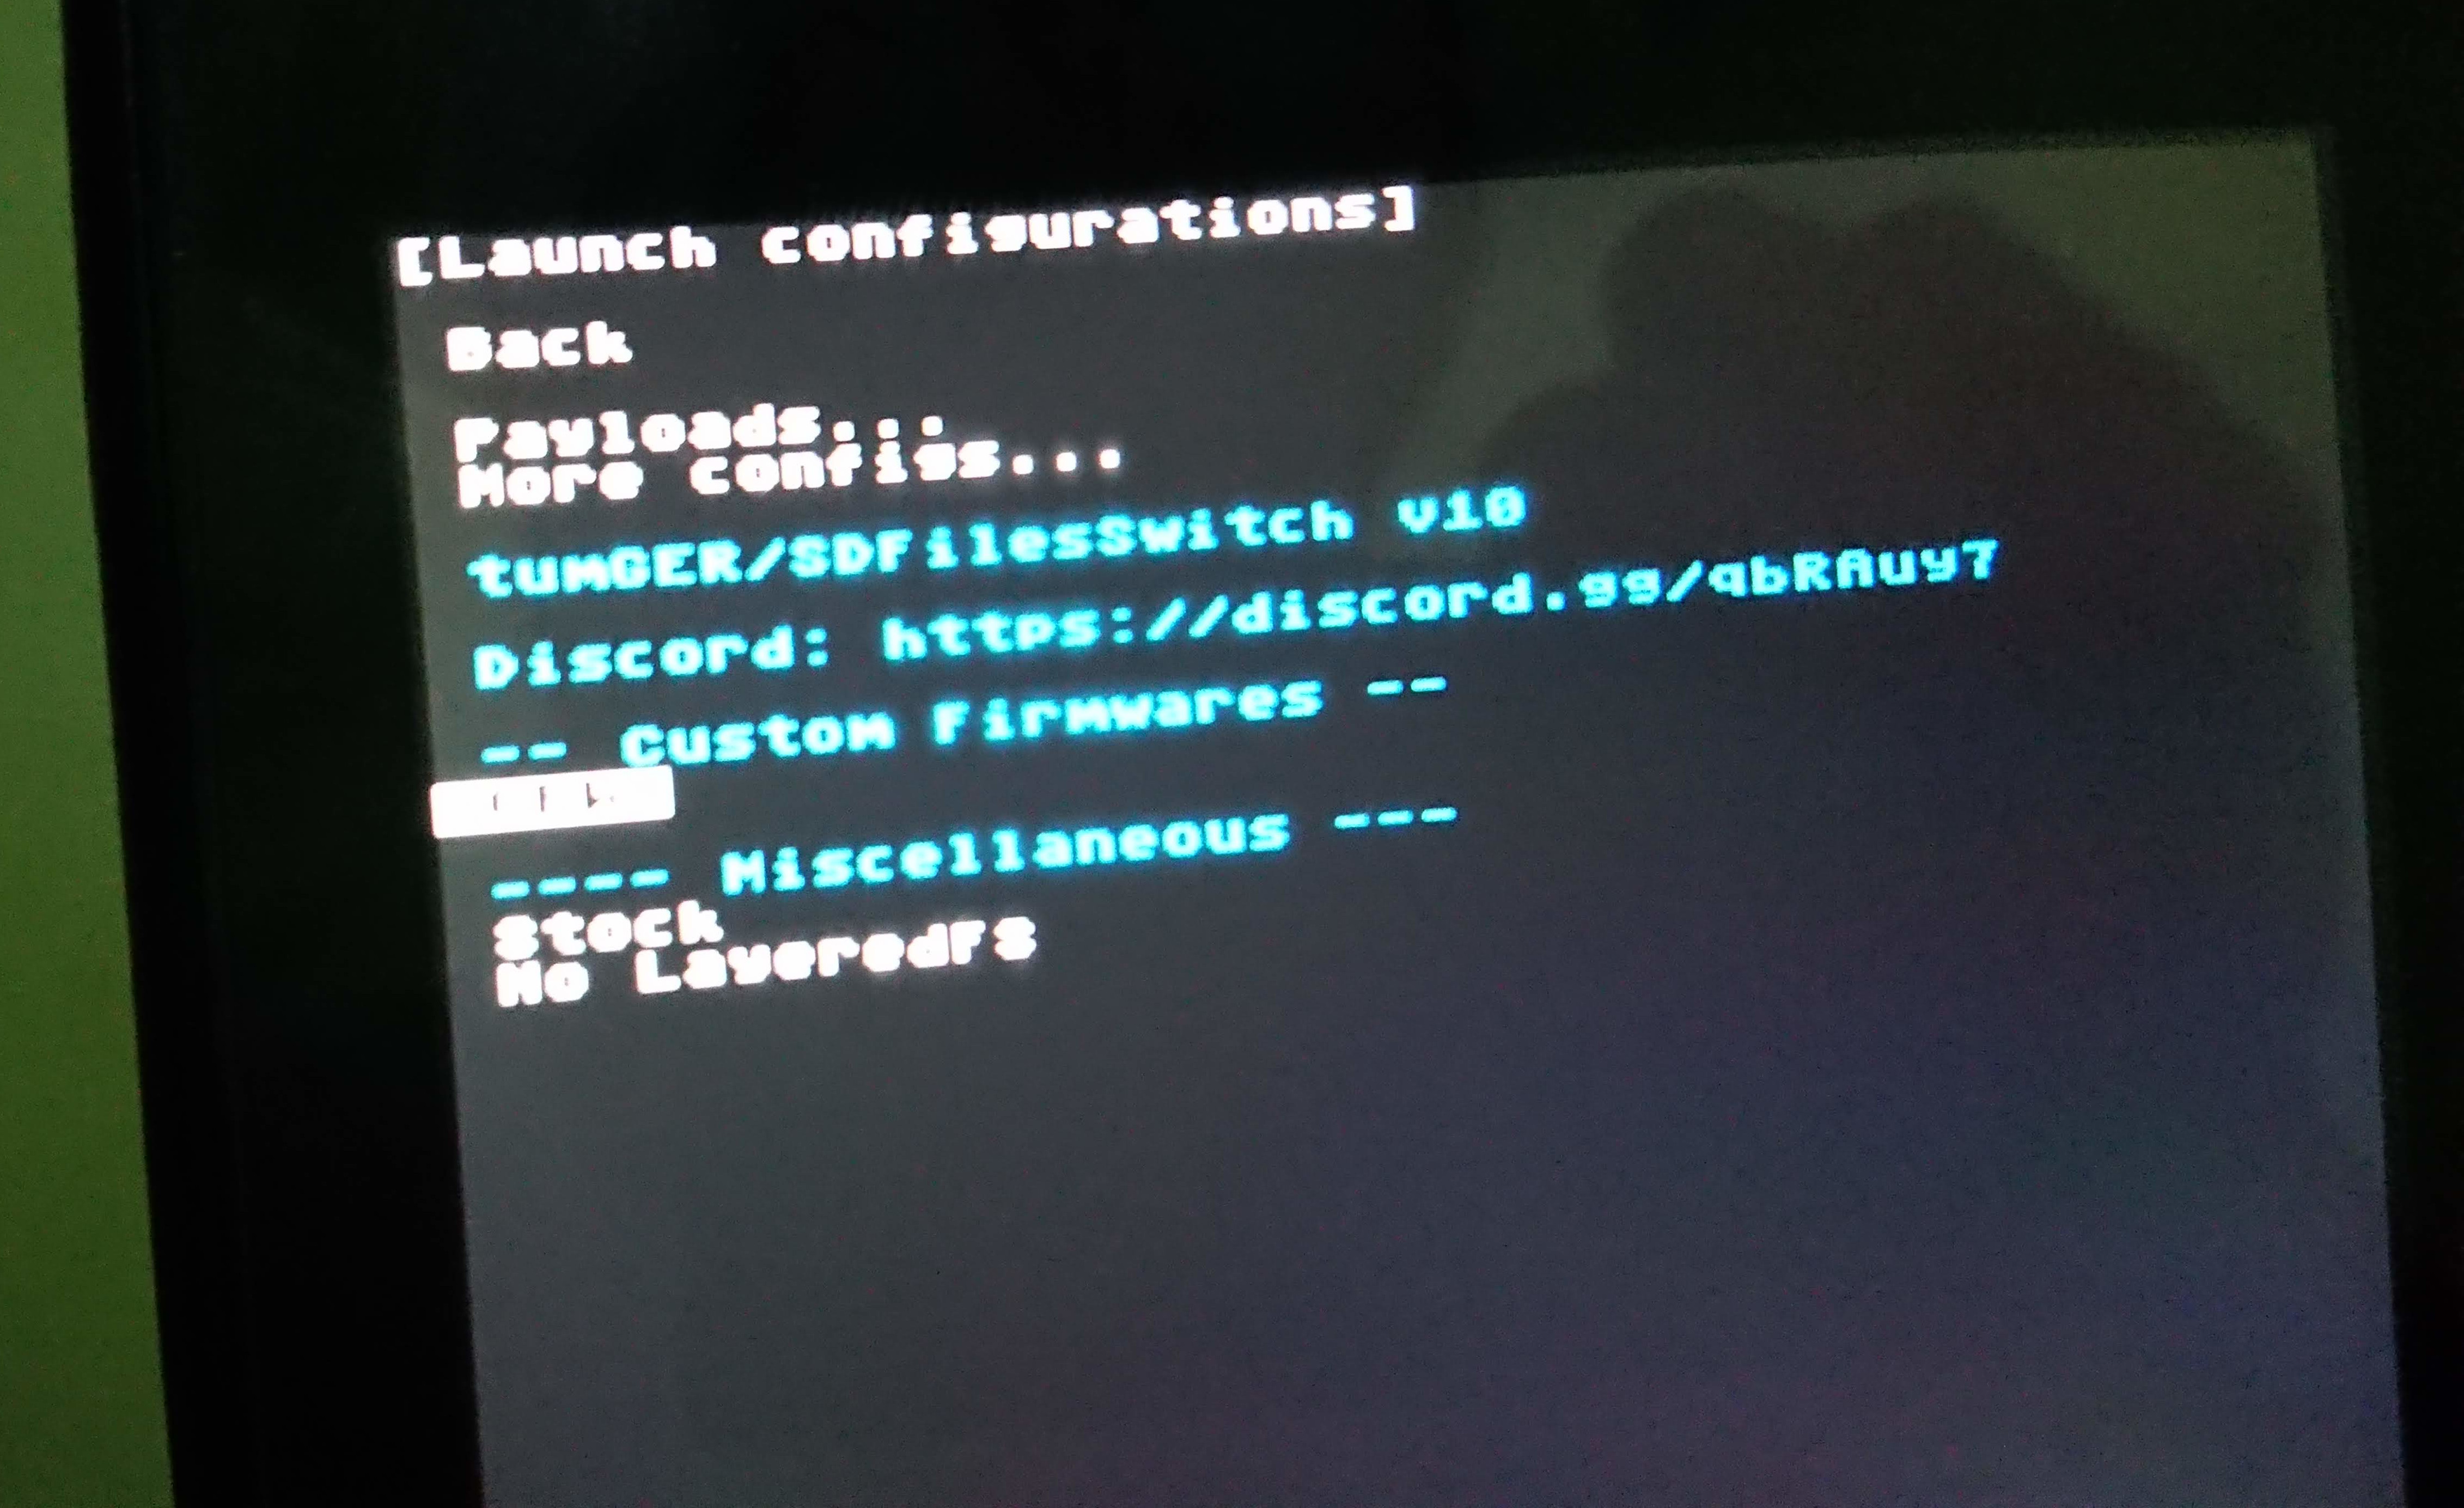 [Launch configurations]
Back
Payloads...
More configs...
tumGER/SDFilesSwitch v10
Discord: https://discord.gg/qbRAuy7
-- Custom Firmwares --
---- Miscellaneous ---
Stock
No LayeredFS